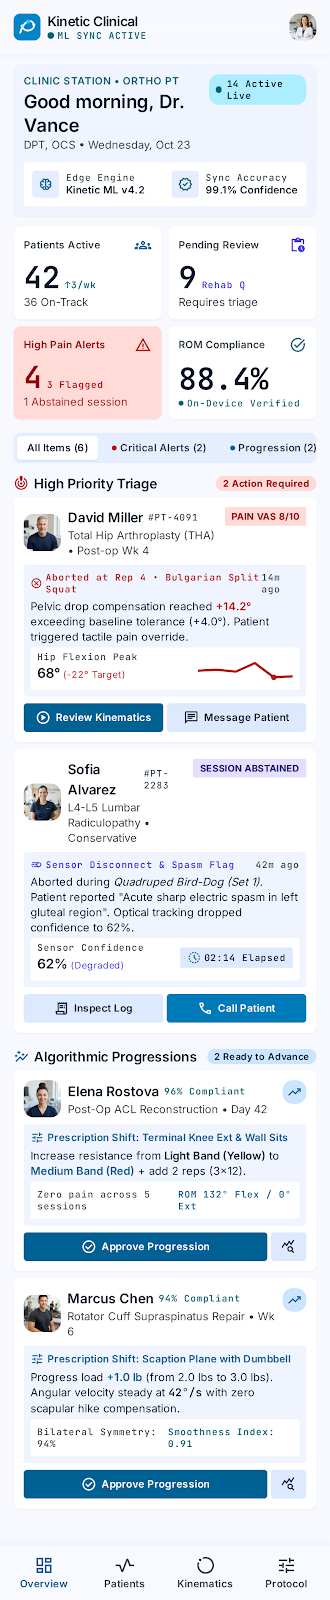 Kinetic Clinical
ML SYNC ACTIVE
CLINIC STATION • ORTHO PT
14 Active
Live
Good morning, Dr.
Vance
DPT, OCS • Wednesday, Oct 23
Edge Engine
Kinetic ML v4.2
Sync Accuracy
99.1% Confidence
Patients Active
42 ↑3/wk
36 On-Track
Pending Review
9 Rehab Q
Requires triage
High Pain Alerts
4 3 Flagged
1 Abstained session
ROM Compliance
88.4%
On-Device Verified
All Items (6)
Critical Alerts (2)
Progression (2)
High Priority Triage
2 Action Required
David Miller #PT-4091
PAIN VAS 8/10
Total Hip Arthroplasty (THA)
• Post-op Wk 4
Aborted at Rep 4 • Bulgarian Split
Squat
14m
ago
Pelvic drop compensation reached +14.2°
exceeding baseline tolerance (+4.0°). Patient
triggered tactile pain override.
Hip Flexion Peak
68° (-22° Target)
Review Kinematics
Message Patient
Sofia
Alvarez
#PT-
2283
SESSION ABSTAINED
L4-L5 Lumbar
Radiculopathy •
Conservative
Sensor Disconnect & Spasm Flag
42m ago
Aborted during Quadruped Bird-Dog (Set 1).
Patient reported "Acute sharp electric spasm in left
gluteal region". Optical tracking dropped
confidence to 62%.
Sensor Confidence
62% (Degraded)
02:14 Elapsed
Inspect Log
Call Patient
Algorithmic Progressions
2 Ready to Advance
Elena Rostova 96% Compliant
Post-Op ACL Reconstruction • Day 42
Prescription Shift: Terminal Knee Ext & Wall Sits
Increase resistance from Light Band (Yellow) to
Medium Band (Red) + add 2 reps (3×12).
Zero pain across 5
sessions
ROM 132° Flex / 0°
Ext
Approve Progression
Marcus Chen 94% Compliant
Rotator Cuff Supraspinatus Repair • Wk
6
Prescription Shift: Scaption Plane with Dumbbell
Progress load +1.0 lb (from 2.0 lbs to 3.0 lbs).
Angular velocity steady at 42°/s with zero
scapular hike compensation.
Bilateral Symmetry:
94%
Smoothness Index:
0.91
Approve Progression
Overview
Patients
Kinematics
Protocol